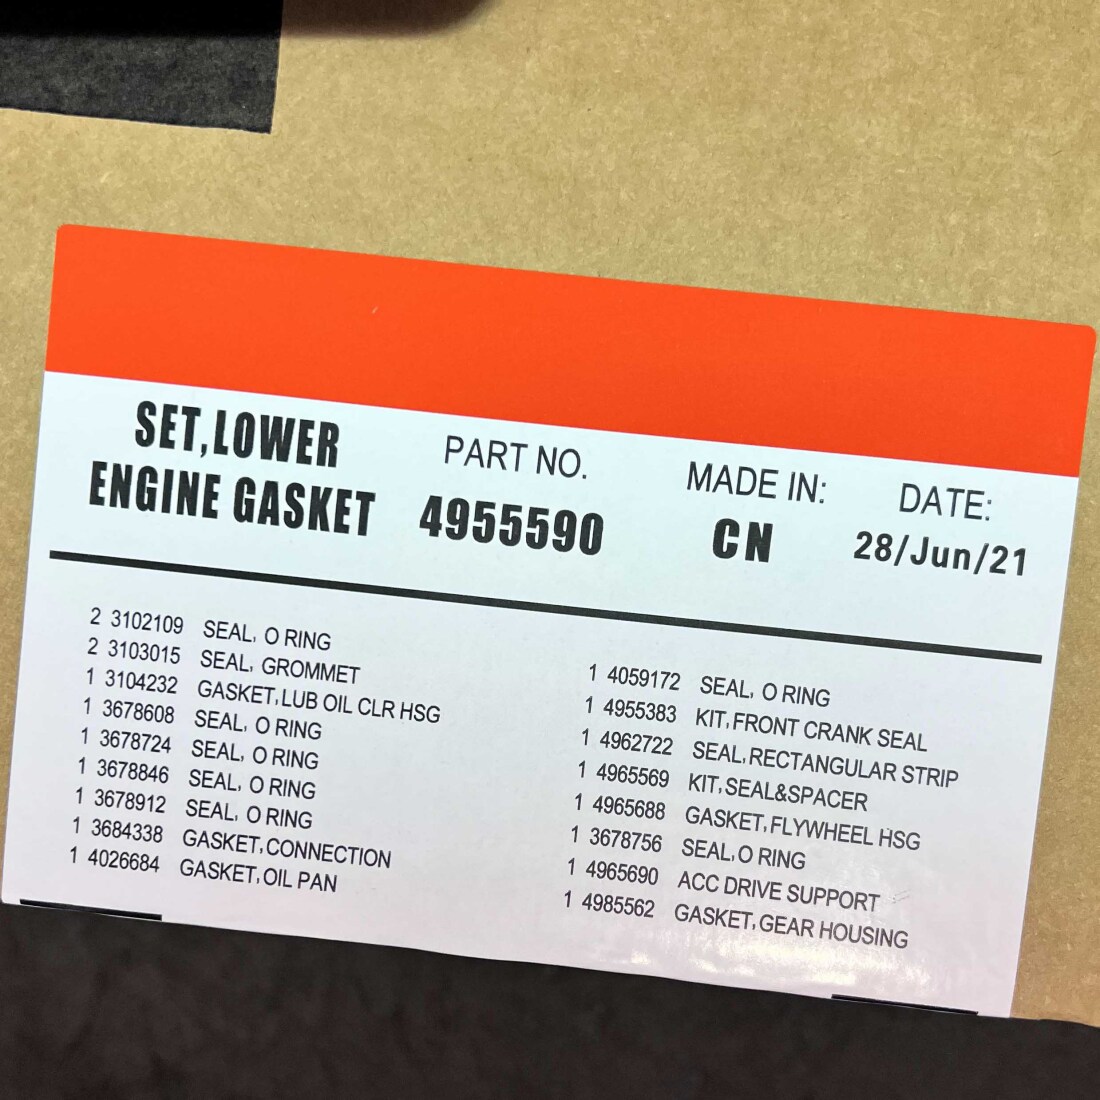 SET,LOWER
ENGINE GASKET
PART NO.
4955590
MADE IN:
CN
DATE:
28/Jun/21
2 3102109 SEAL, O RING
2 3103015 SEAL, GROMMET
1 3104232 GASKET,LUB OIL CLR HSG
1 3678608 SEAL, O RING
1 3678724 SEAL, O RING
1 3678846 SEAL, O RING
1 3678912 SEAL, O RING
1 3684338 GASKET,CONNECTION
1 4026684 GASKET,OIL PAN
1 4059172 SEAL, O RING
1 4955383 KIT,FRONT CRANK SEAL
1 4962722 SEAL,RECTANGULAR STRIP
1 4965569 KIT,SEAL&SPACER
1 4965688 GASKET,FLYWHEEL HSG
1 3678756 SEAL,O RING
1 4965690 ACC DRIVE SUPPORT
1 4985562 GASKET,GEAR HOUSING